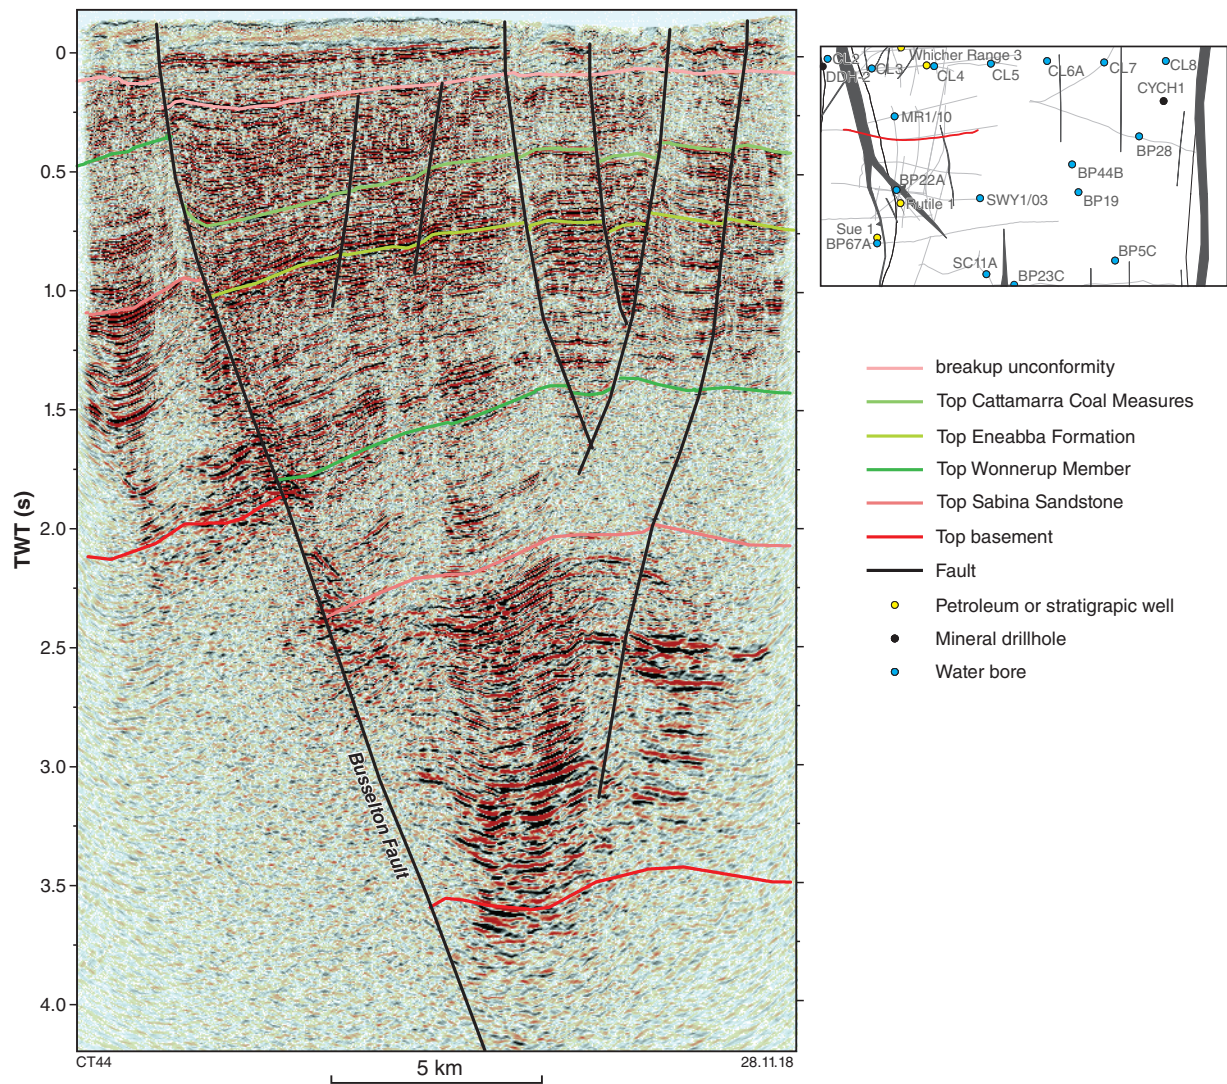 0
0.5
1.0
1.5
2.0
2.5
3.0
3.5
4.0
TWT (s)
Busselton Fault
CT44
5 km
28.11.18
CL2
DDH-2
CL3
Whicher Range 3
CL4
CL5
CL6A
CL7
CL8
CYCH1
MR1/10
BP28
BP44B
BP22A
BP19
Rutile 1
SWY1/03
Sue 1
BP67A
SC11A
BP5C
BP23C
breakup unconformity
Top Cattamarra Coal Measures
Top Eneabba Formation
Top Wonnerup Member
Top Sabina Sandstone
Top basement
Fault
Petroleum or stratigrapic well
Mineral drillhole
Water bore